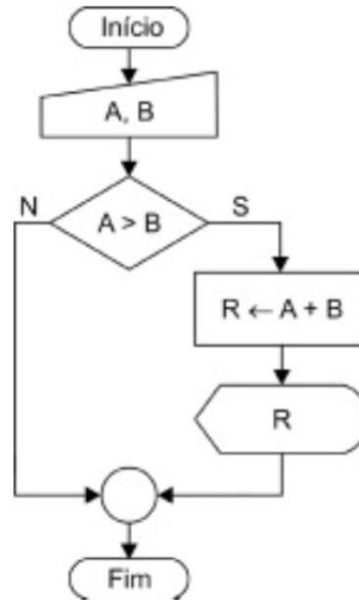 Início
A, B
N
A > B
S
R ← A + B
R
Fim